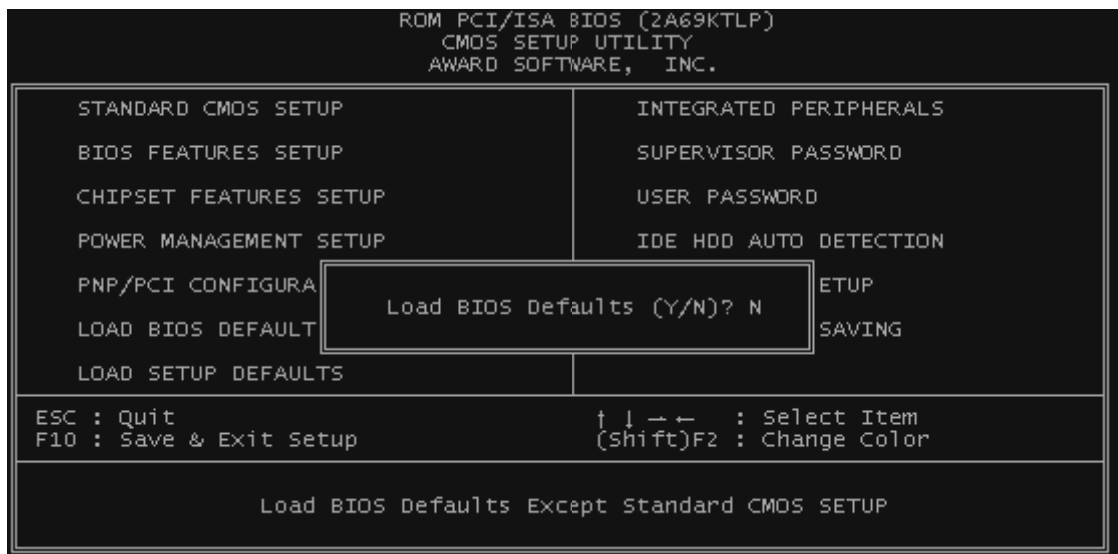 ROM PCI/ISA BIOS (2A69KTLP)
CMOS SETUP UTILITY
AWARD SOFTWARE, INC.
STANDARD CMOS SETUP
BIOS FEATURES SETUP
CHIPSET FEATURES SETUP
POWER MANAGEMENT SETUP
PNP/PCI CONFIGURA
LOAD BIOS DEFAULT
LOAD SETUP DEFAULTS
INTEGRATED PERIPHERALS
SUPERVISOR PASSWORD
USER PASSWORD
IDE HDD AUTO DETECTION
ETUP
SAVING
Load BIOS Defaults (Y/N)? N
ESC : Quit
F10 : Save & Exit Setup
↑ ↓ → ← : Select Item
(Shift)F2 : Change Color
Load BIOS Defaults Except Standard CMOS SETUP